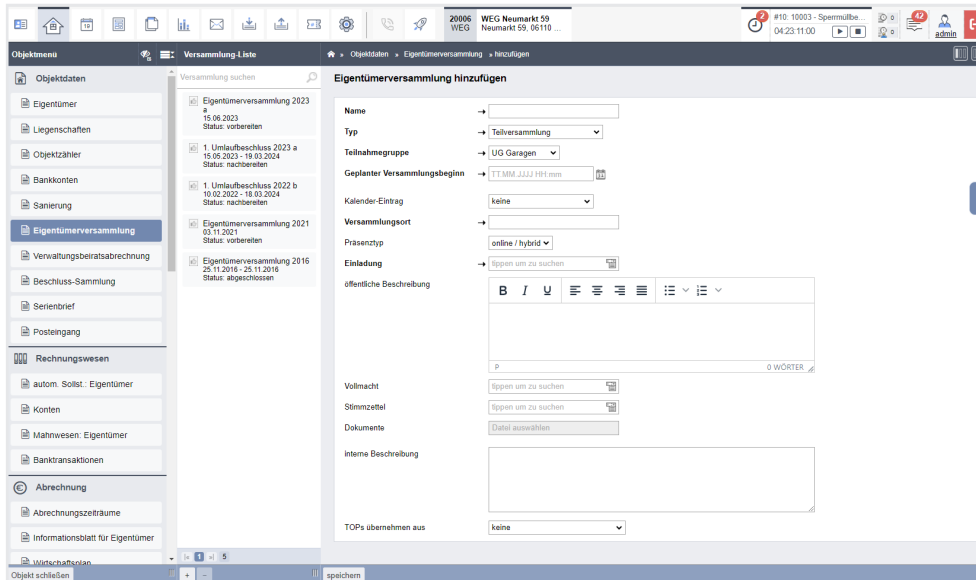 19
20006
WEG
WEG Neumarkt 59
Neumarkt 59, 06110 ...
2
#10: 10003 - Sperrmüllbe...
04:23:11:00
0
0
42
admin
Objektmenü
Versammlung-Liste
» Objektdaten » Eigentümerversammlung » hinzufügen
Objektdaten
Eigentümer
Liegenschaften
Objektzähler
Bankkonten
Sanierung
Eigentümerversammlung
Verwaltungsbeiratsabrechnung
Beschluss-Sammlung
Serienbrief
Posteingang
Rechnungswesen
autom. Sollst.: Eigentümer
Konten
Mahnwesen: Eigentümer
Banktransaktionen
Abrechnung
Abrechnungszeiträume
Informationsblatt für Eigentümer
Wirtschaftsplan
Objekt schließen
Versammlung suchen
Eigentümerversammlung 2023
a
15.06.2023
Status: vorbereiten
1. Umlaufbeschluss 2023 a
15.05.2023 - 19.03.2024
Status: nachbereiten
1. Umlaufbeschluss 2022 b
10.02.2022 - 18.03.2024
Status: nachbereiten
Eigentümerversammlung 2021
03.11.2021
Status: vorbereiten
Eigentümerversammlung 2016
25.11.2016 - 25.11.2016
Status: abgeschlossen
1 5
+ -
Eigentümerversammlung hinzufügen
Name
Typ Teilversammlung
Teilnahmegruppe UG Garagen
Geplanter Versammlungsbeginn TT.MM.JJJJ HH:mm
Kalender-Eintrag keine
Versammlungsort
Präsenztyp online / hybrid
Einladung tippen um zu suchen
öffentliche Beschreibung
B I U
P 0 WÖRTER
Vollmacht tippen um zu suchen
Stimmzettel tippen um zu suchen
Dokumente Datei auswählen
interne Beschreibung
TOPs übernehmen aus keine
speichern